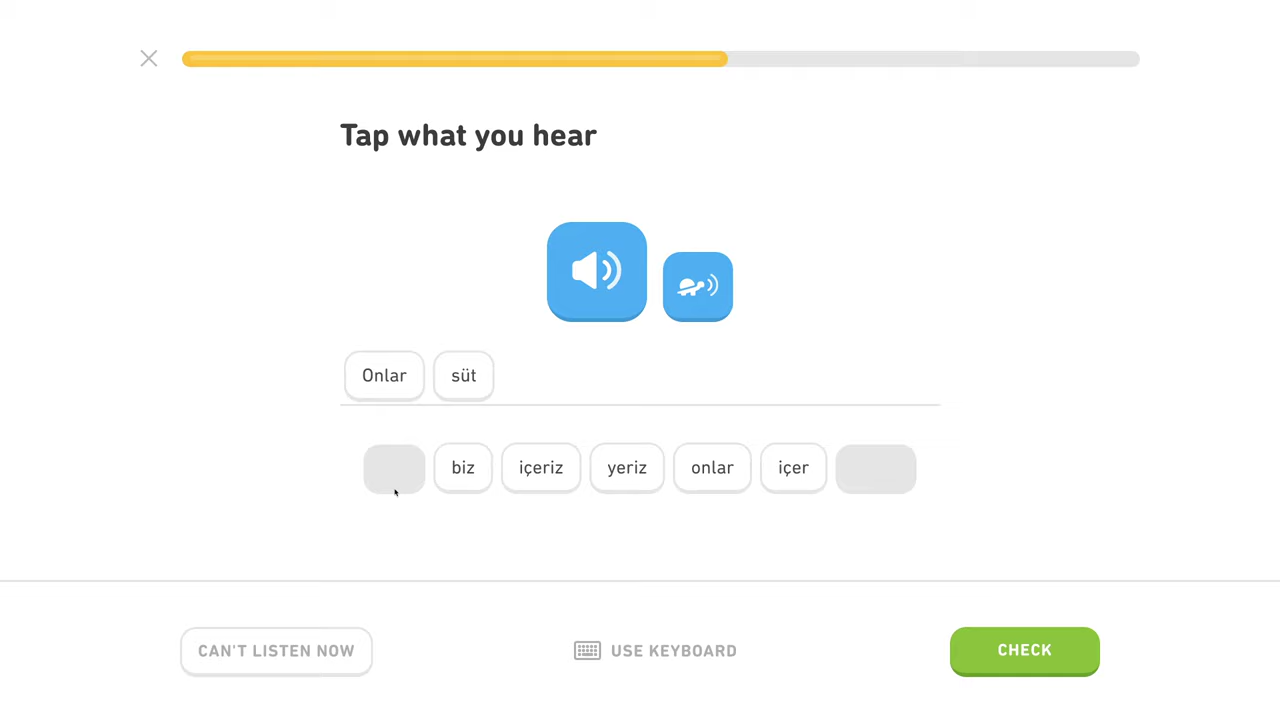 Tap what you hear
Onlar süt
biz içeriz yeriz onlar içer
CAN'T LISTEN NOW USE KEYBOARD CHECK